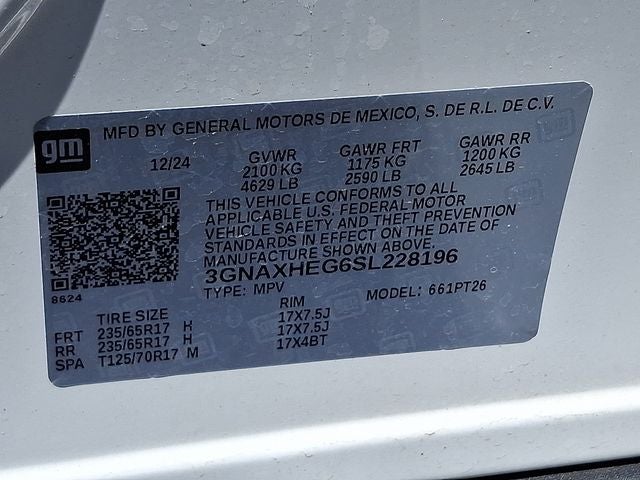 gm
MFD BY GENERAL MOTORS DE MEXICO, S. DE R.L. DE C.V.
12/24 GVWR GAWR FRT GAWR RR
2100 KG 1175 KG 1200 KG
4629 LB 2590 LB 2645 LB
THIS VEHICLE CONFORMS TO ALL
APPLICABLE U.S. FEDERAL MOTOR
VEHICLE SAFETY AND THEFT PREVENTION
STANDARDS IN EFFECT ON THE DATE OF
MANUFACTURE SHOWN ABOVE.
3GNAXHEG6SL228196
8624
TYPE: MPV MODEL: 661PT26
TIRE SIZE RIM
FRT 235/65R17 H 17X7.5J
RR 235/65R17 H 17X7.5J
SPA T125/70R17 M 17X4BT